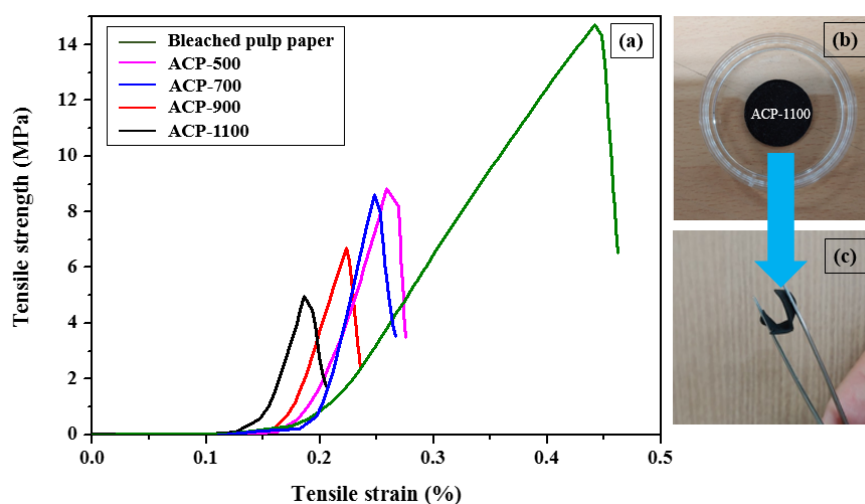 (a)
Bleached pulp paper
ACP-500
ACP-700
ACP-900
ACP-1100
Tensile strength (MPa)
14
12
10
8
6
4
2
0
0.0 0.1 0.2 0.3 0.4 0.5
Tensile strain (%)
(b)
ACP-1100
(c)